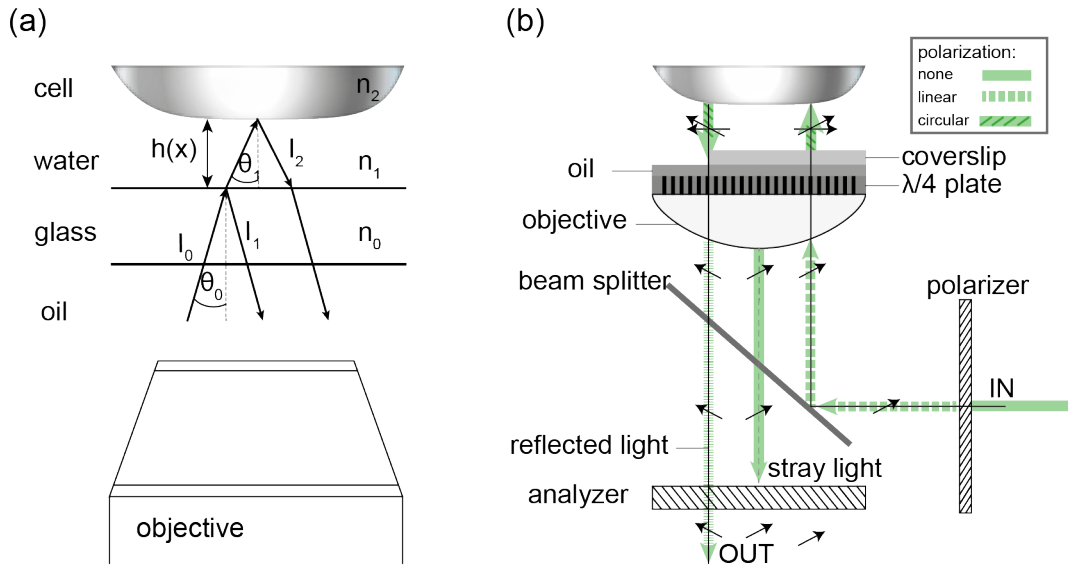 (a)
cell
n2
h(x)
θ1
I2
water
n1
glass
I0
I1
n0
θ0
oil
objective
(b)
polarization:
none
linear
circular
oil
coverslip
λ/4 plate
objective
beam splitter
polarizer
IN
reflected light
stray light
analyzer
OUT